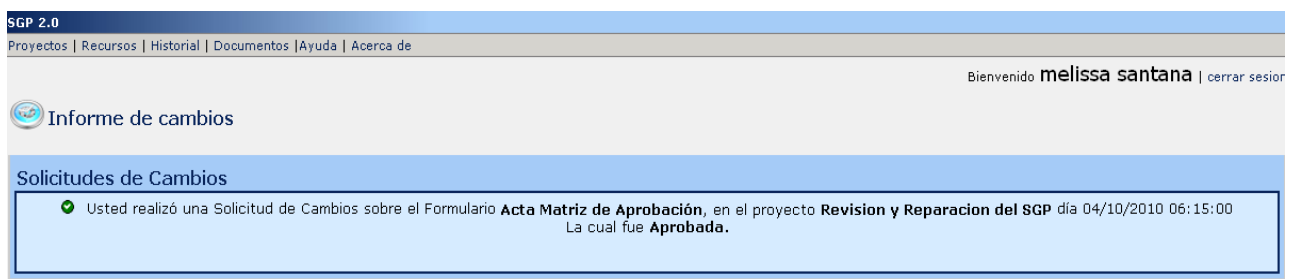 SGP 2.0
Proyectos | Recursos | Historial | Documentos |Ayuda | Acerca de
Bienvenido melissa santana | cerrar sesion
Informe de cambios
Solicitudes de Cambios
Usted realizó una Solicitud de Cambios sobre el Formulario Acta Matriz de Aprobación, en el proyecto Revision y Reparacion del SGP día 04/10/2010 06:15:00
La cual fue Aprobada.